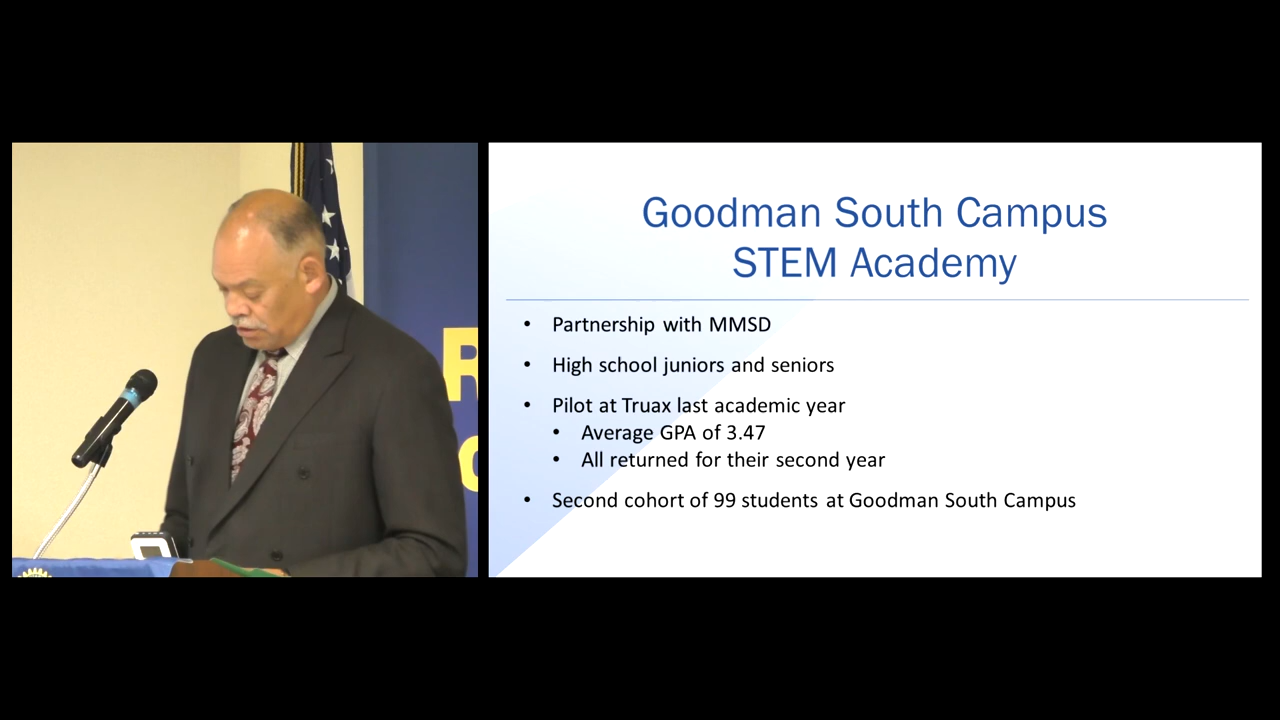 Goodman South Campus
STEM Academy
Partnership with MMSD
High school juniors and seniors
Pilot at Truax last academic year
Average GPA of 3.47
All returned for their second year
Second cohort of 99 students at Goodman South Campus